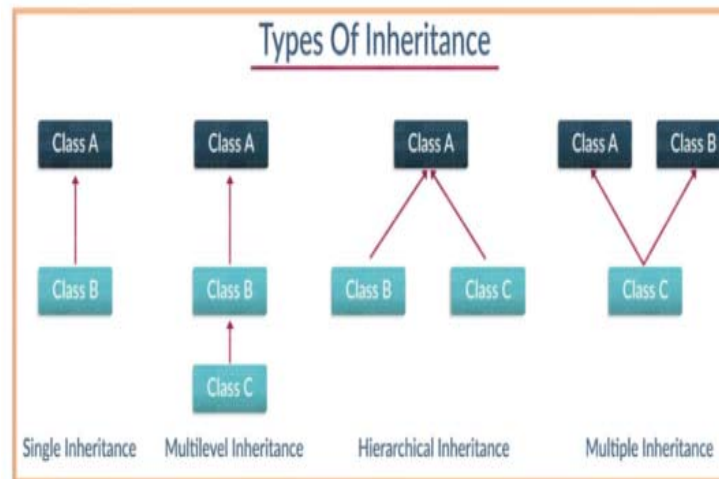 Types Of Inheritance
Class A
Class A
Class A
Class A
Class B
Class B
Class B
Class B
Class C
Class C
Class C
Single Inheritance
Multilevel Inheritance
Hierarchical Inheritance
Multiple Inheritance